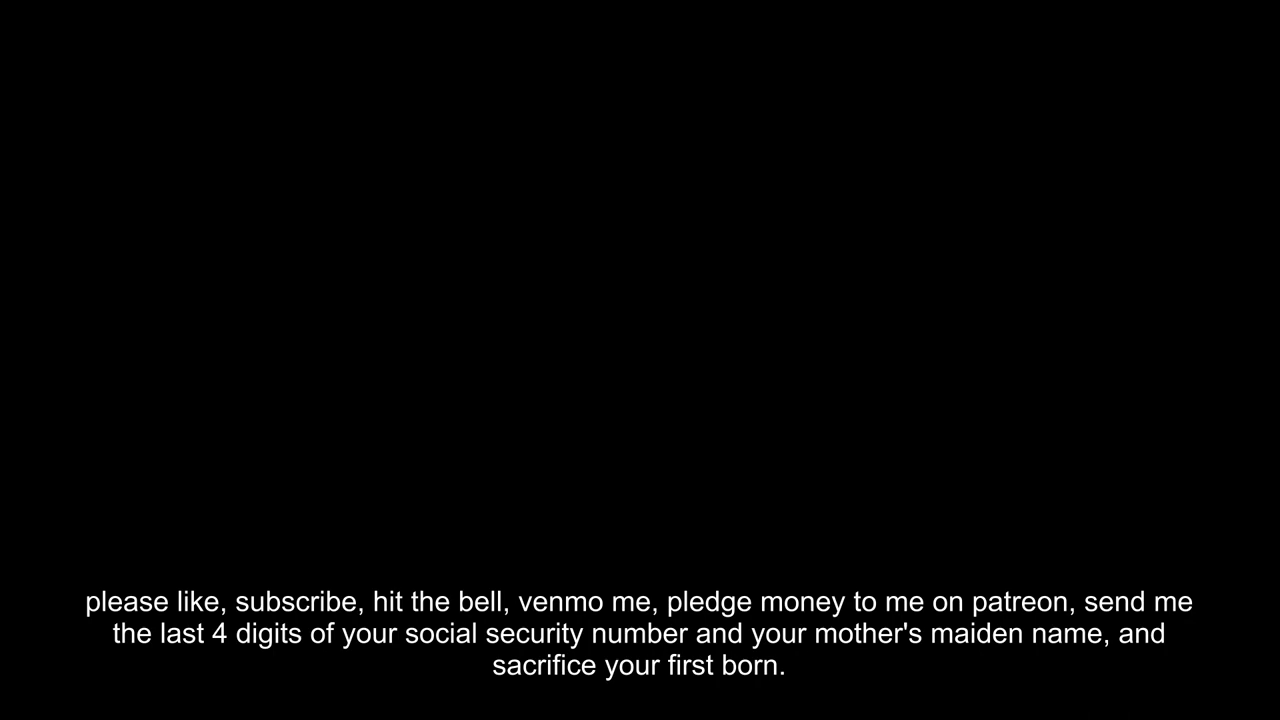 please like, subscribe, hit the bell, venmo me, pledge money to me on patreon, send me
the last 4 digits of your social security number and your mother's maiden name, and
sacrifice your first born.